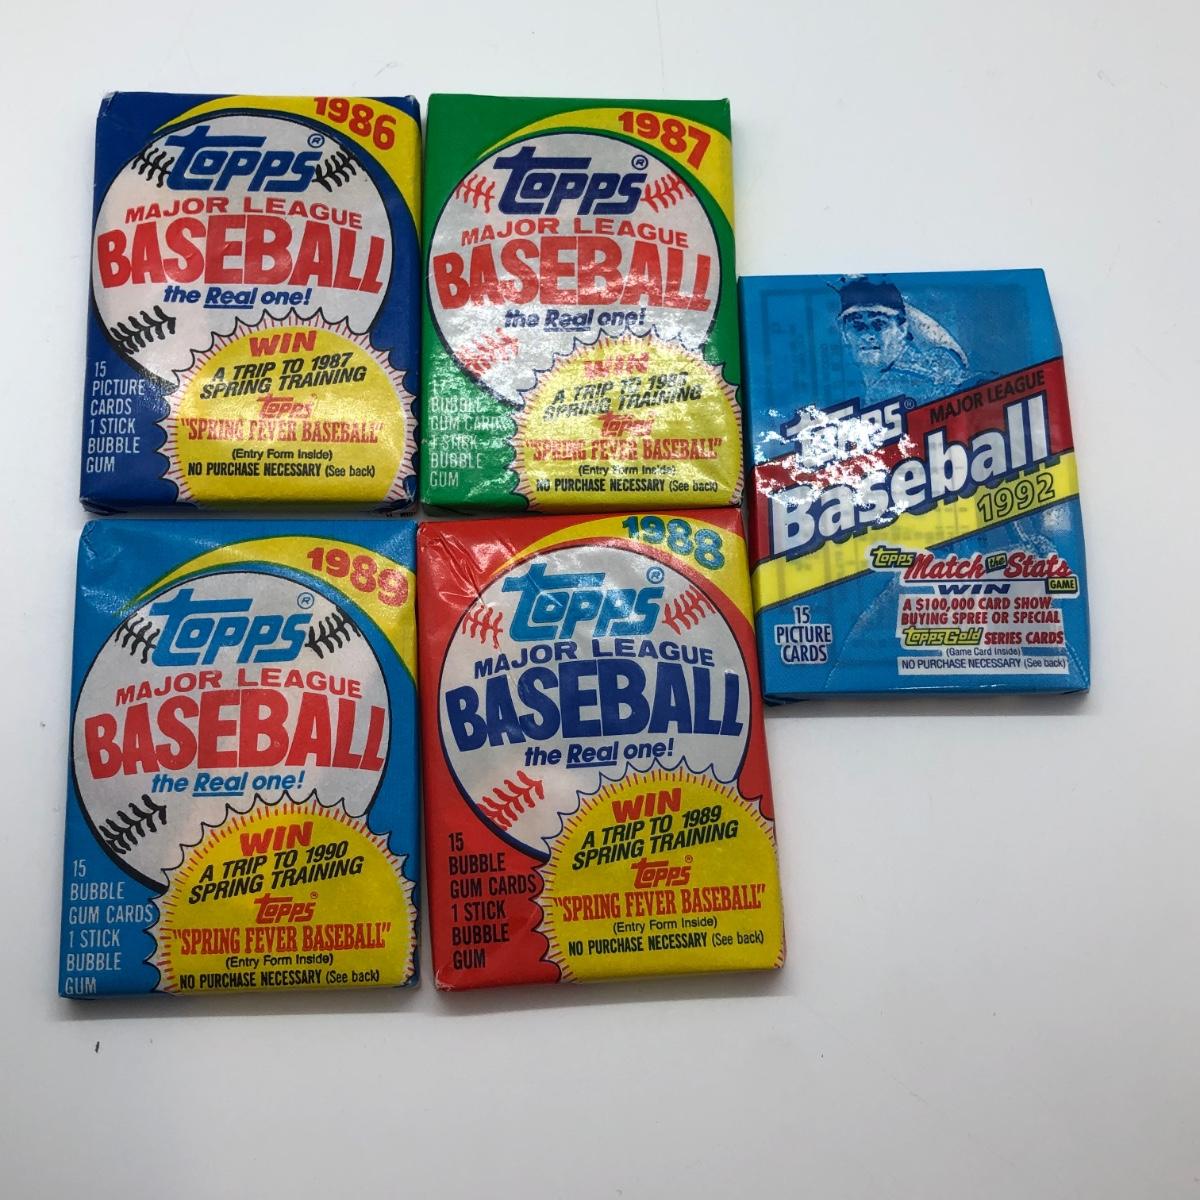 1986
Topps®
MAJOR LEAGUE
BASEBALL
the Real one!
WIN
A TRIP TO 1987
SPRING TRAINING
Topps®
"SPRING FEVER BASEBALL"
(Entry Form Inside)
NO PURCHASE NECESSARY (See back)
15
PICTURE
CARDS
1 STICK
BUBBLE
GUM
1987
Topps®
MAJOR LEAGUE
BASEBALL
the Real one!
WIN
A TRIP TO
SPRING TRAINING
Topps
"SPRING FEVER BASEBALL"
(Entry Form Inside)
NO PURCHASE NECESSARY (See back)
17
BUBBLE
GUM CARDS
1 STICK
BUBBLE
GUM
Topps®
MAJOR LEAGUE
Baseball
1992
Topps Match the Stats
GAME
WIN
A $100,000 CARD SHOW
BUYING SPREE OR SPECIAL
ToppsGold SERIES CARDS
(Game Card Inside)
NO PURCHASE NECESSARY (See back)
15
PICTURE
CARDS
1989
Topps®
MAJOR LEAGUE
BASEBALL
the Real one!
WIN
A TRIP TO 1990
SPRING TRAINING
Topps®
"SPRING FEVER BASEBALL"
(Entry Form Inside)
NO PURCHASE NECESSARY (See back)
15
BUBBLE
GUM CARDS
1 STICK
BUBBLE
GUM
1988
Topps®
MAJOR LEAGUE
BASEBALL
the Real one!
WIN
A TRIP TO 1989
SPRING TRAINING
Topps®
"SPRING FEVER BASEBALL"
(Entry Form Inside)
NO PURCHASE NECESSARY (See back)
15
BUBBLE
GUM CARDS
1 STICK
BUBBLE
GUM